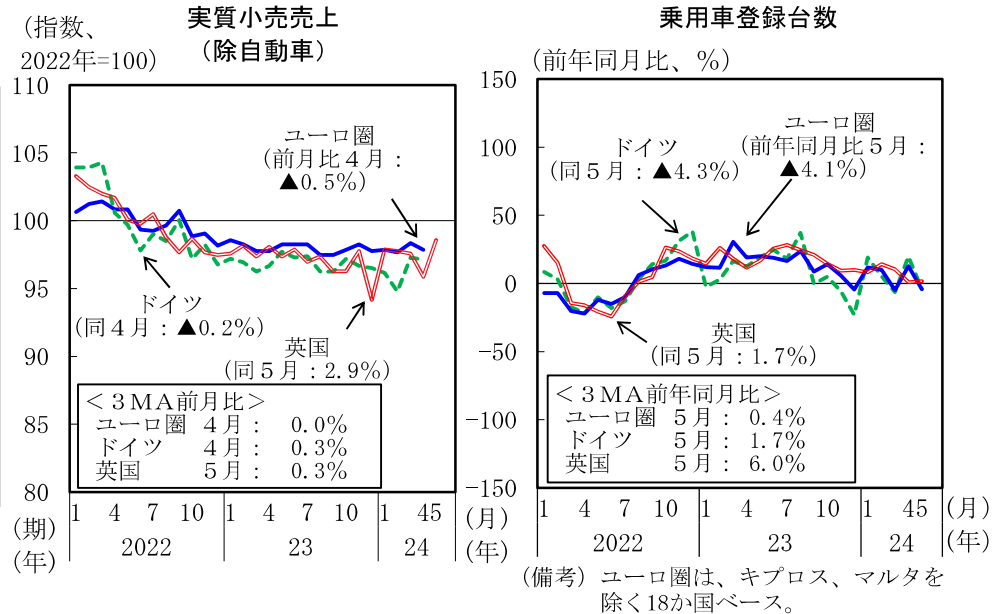 実質小売売上
（除自動車）
（指数、
2022年=100）
110
105
100
95
90
85
80
ユーロ圏
（前月比４月：
▲0.5%）
ドイツ
（同４月：▲0.2%）
英国
（同５月：2.9%）
＜３ＭＡ前月比＞
ユーロ圏 ４月： 0.0%
ドイツ ４月： 0.3%
英国 ５月： 0.3%
1 4 7 10 1 4 7 10 1 45 （月）
（期）
2022 23 24
（年）
乗用車登録台数
（前年同月比、%）
150
100
50
0
−50
−100
−150
ドイツ
（同５月：▲4.3%）
ユーロ圏
（前年同月比５月：
▲4.1%）
英国
（同５月：1.7%）
＜３ＭＡ前年同月比＞
ユーロ圏 ５月： 0.4%
ドイツ ５月： 1.7%
英国 ５月： 6.0%
1 4 7 10 1 4 7 10 1 45 （月）
2022 23 24 （年）
（備考）ユーロ圏は、キプロス、マルタを
除く18か国ベース。